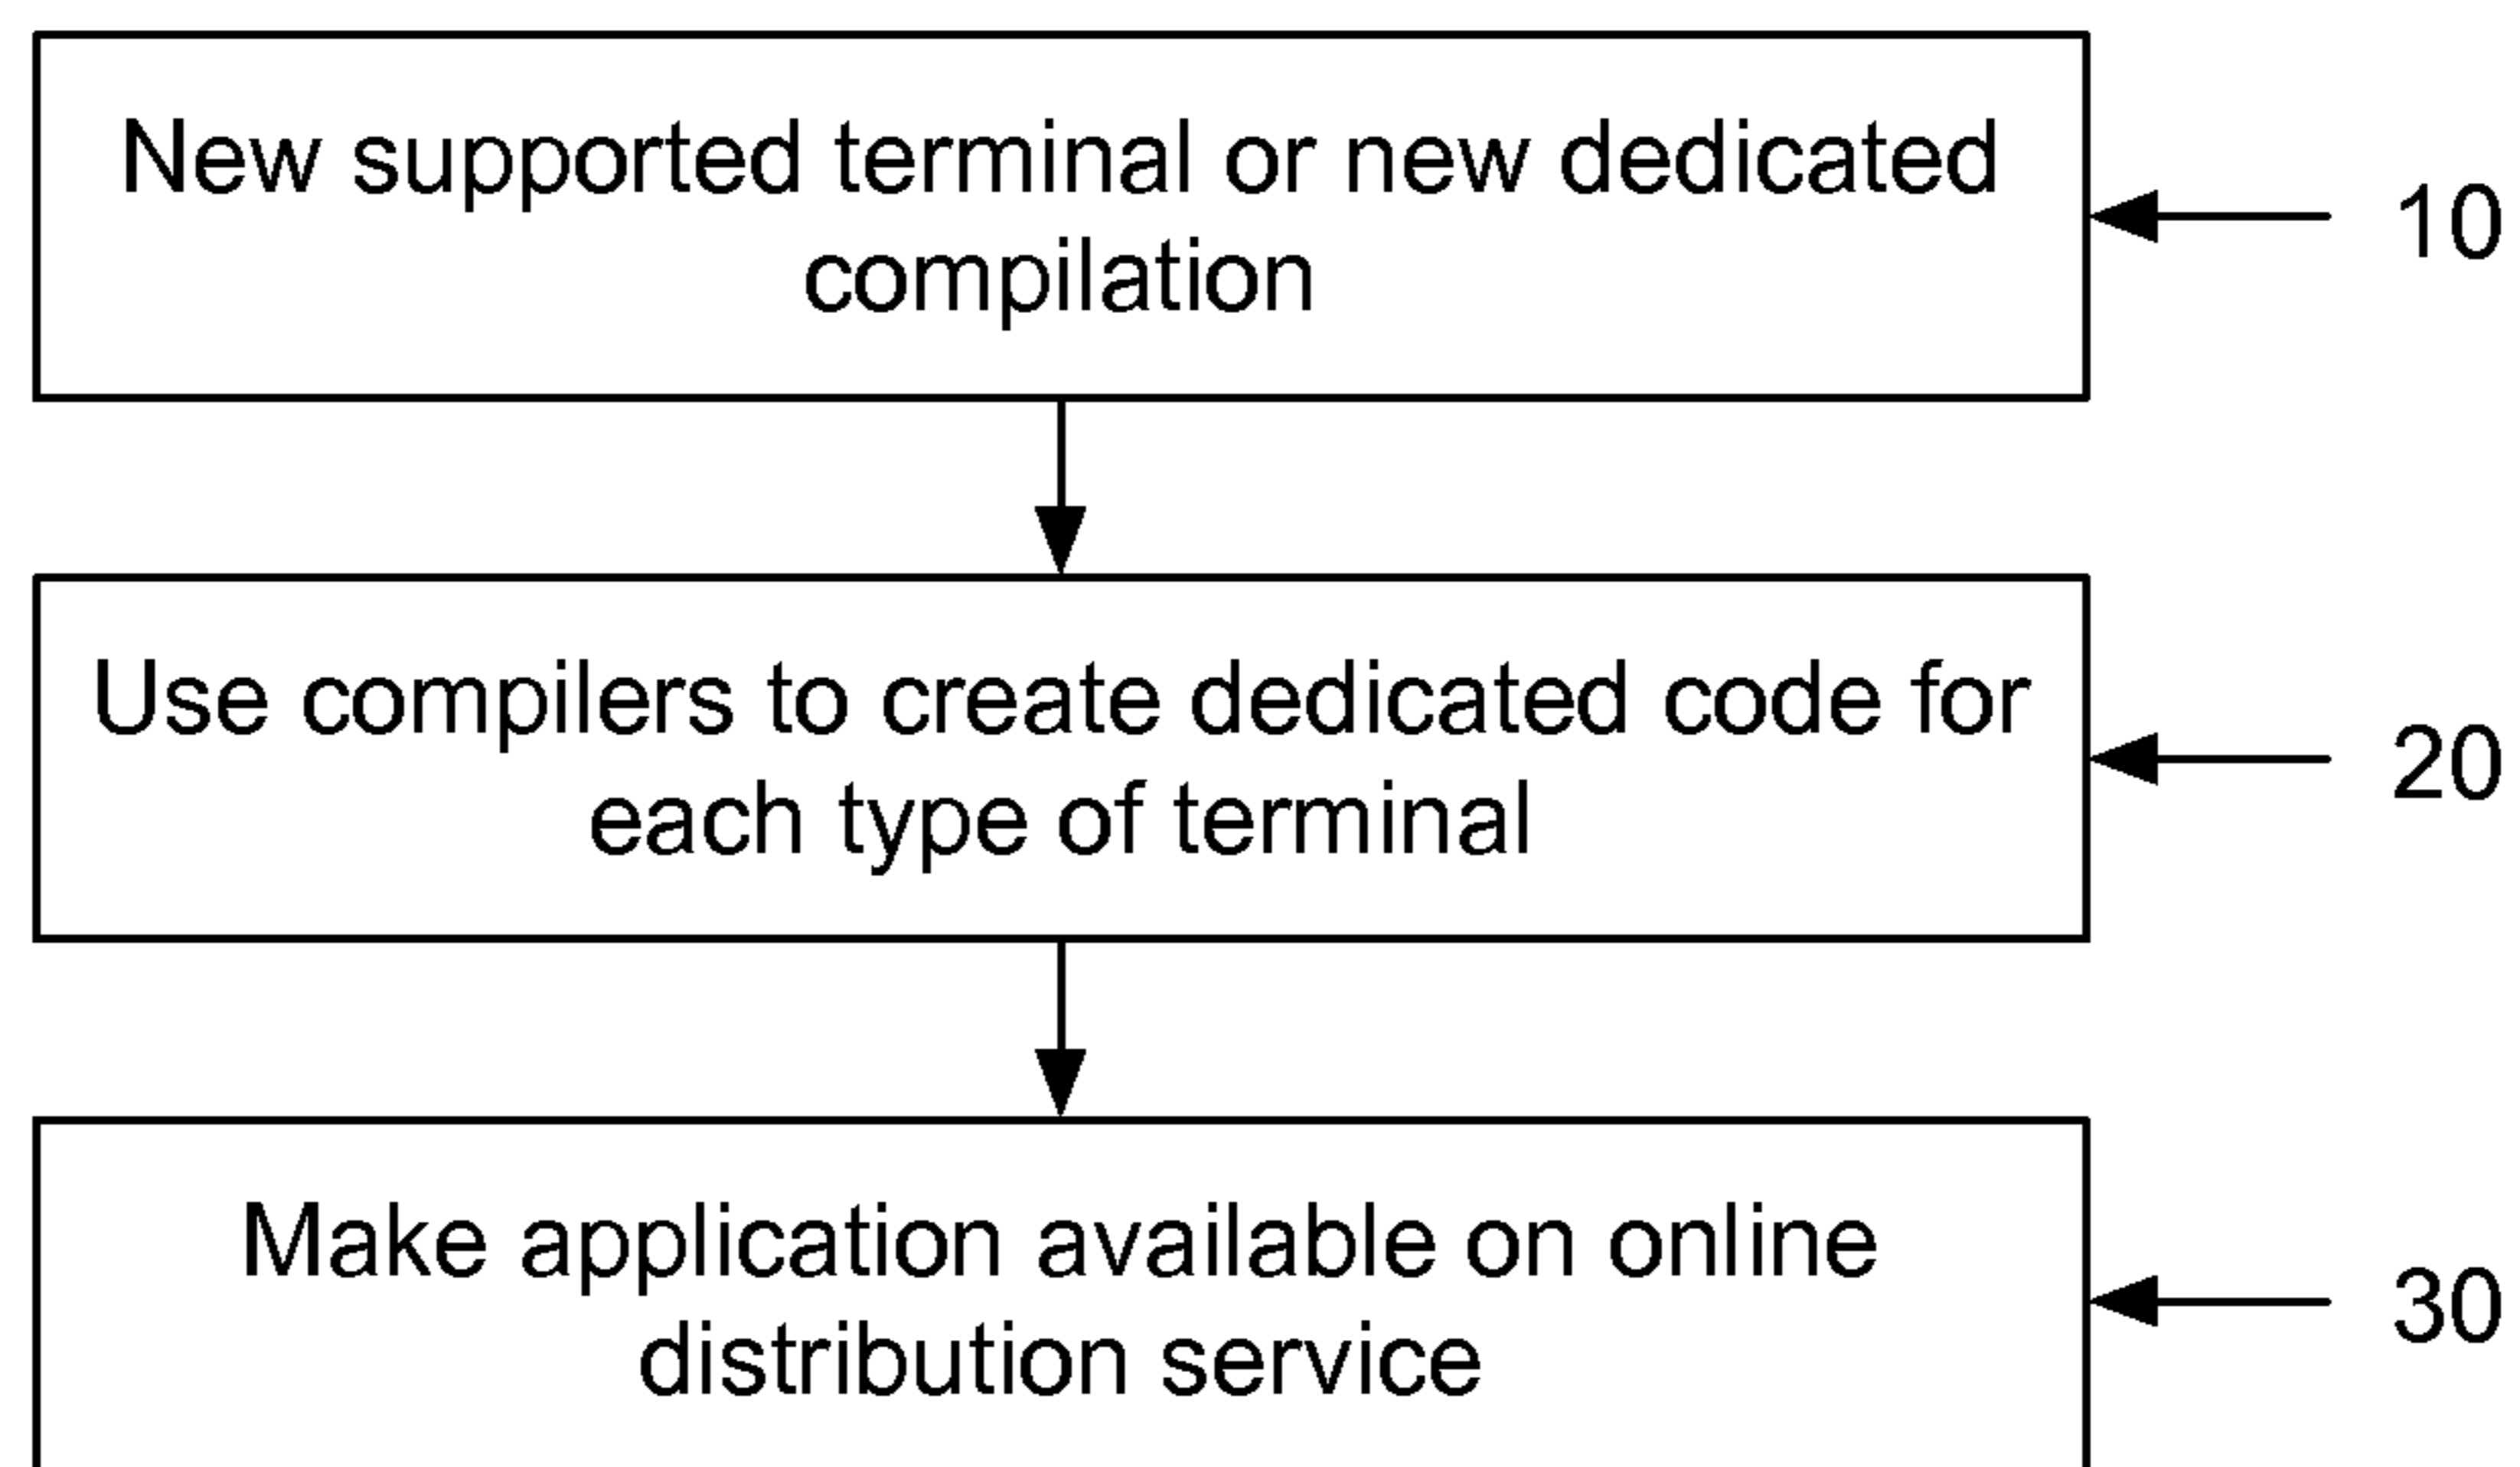 New supported terminal or new dedicated
compilation
10
Use compilers to create dedicated code for
each type of terminal
20
Make application available on online
distribution service
30